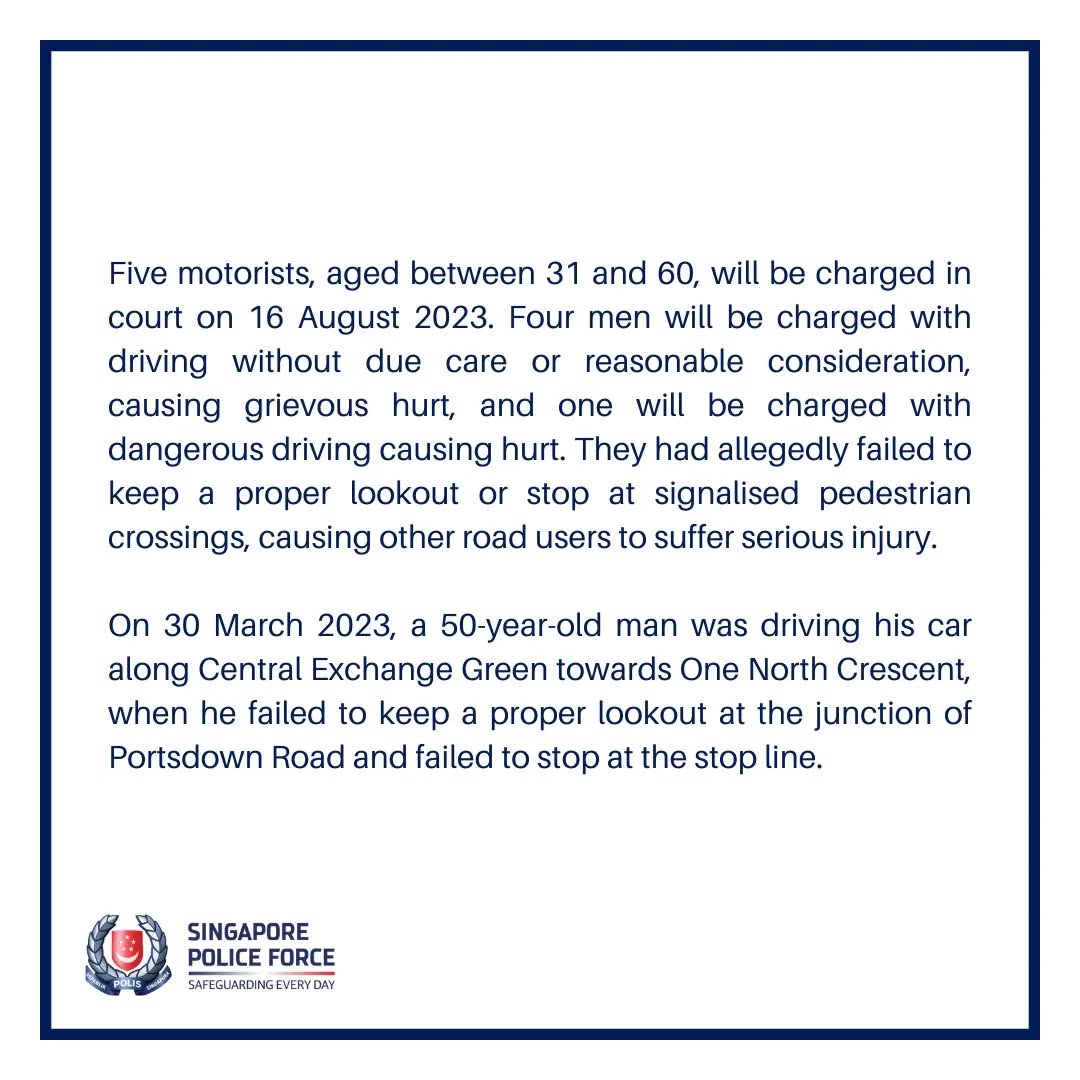 Five motorists, aged between 31 and 60, will be charged in
court on 16 August 2023. Four men will be charged with
driving without due care or reasonable consideration,
causing grievous hurt, and one will be charged with
dangerous driving causing hurt. They had allegedly failed to
keep a proper lookout or stop at signalised pedestrian
crossings, causing other road users to suffer serious injury.
On 30 March 2023, a 50-year-old man was driving his car
along Central Exchange Green towards One North Crescent,
when he failed to keep a proper lookout at the junction of
Portsdown Road and failed to stop at the stop line.
SINGAPORE
POLICE FORCE
SAFEGUARDING EVERY DAY
REPUBLIK POLIS SINGAPURA